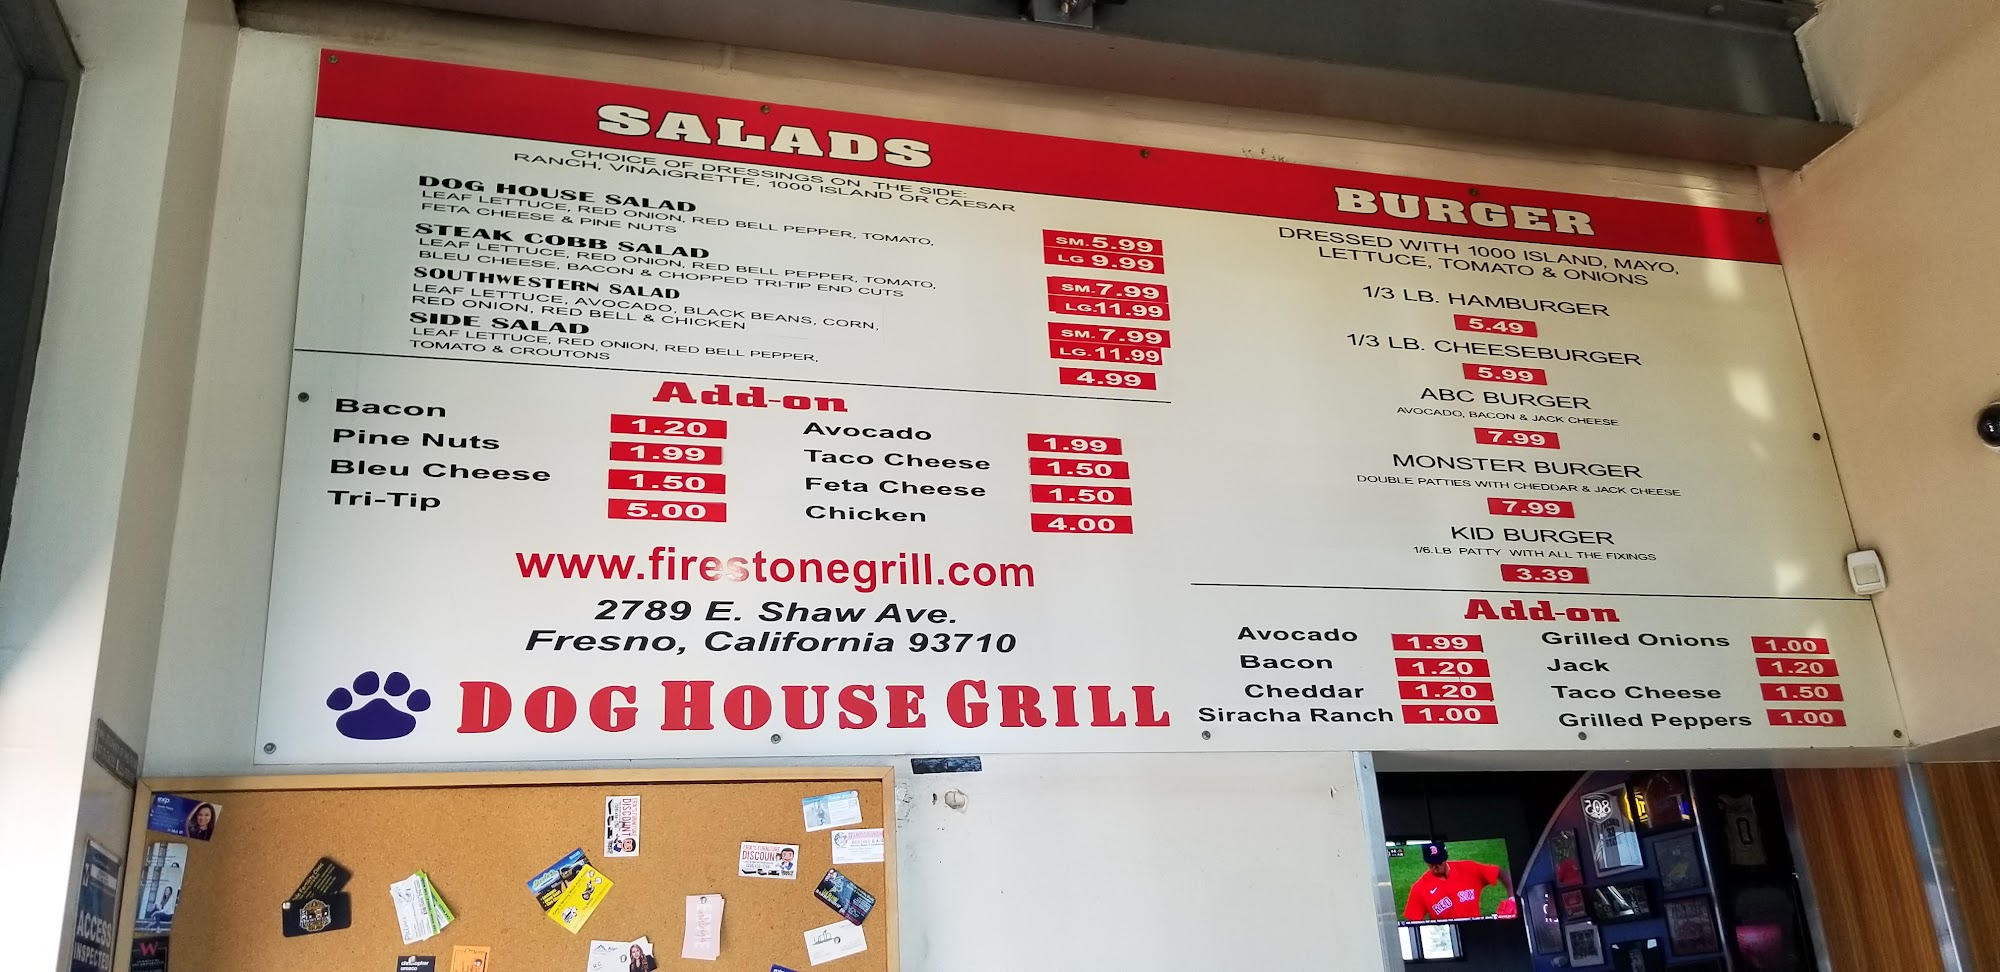 SALADS
CHOICE OF DRESSINGS ON THE SIDE:
RANCH, VINAIGRETTE, 1000 ISLAND OR CAESAR
DOG HOUSE SALAD
LEAF LETTUCE, RED ONION, RED BELL PEPPER, TOMATO,
FETA CHEESE & PINE NUTS
SM. 5.99
LG 9.99
STEAK COBB SALAD
LEAF LETTUCE, RED ONION, RED BELL PEPPER, TOMATO,
BLEU CHEESE, BACON & CHOPPED TRI-TIP END CUTS
SM. 7.99
LG. 11.99
SOUTHWESTERN SALAD
LEAF LETTUCE, AVOCADO, BLACK BEANS, CORN,
RED ONION, RED BELL & CHICKEN
SM. 7.99
LG. 11.99
SIDE SALAD
LEAF LETTUCE, RED ONION, RED BELL PEPPER,
TOMATO & CROUTONS
4.99
Add-on
Bacon 1.20
Pine Nuts 1.99
Bleu Cheese 1.50
Tri-Tip 5.00
Avocado 1.99
Taco Cheese 1.50
Feta Cheese 1.50
Chicken 4.00
www.firestonegrill.com
2789 E. Shaw Ave.
Fresno, California 93710
DOG HOUSE GRILL
BURGER
DRESSED WITH 1000 ISLAND, MAYO,
LETTUCE, TOMATO & ONIONS
1/3 LB. HAMBURGER
5.49
1/3 LB. CHEESEBURGER
5.99
ABC BURGER
AVOCADO, BACON & JACK CHEESE
7.99
MONSTER BURGER
DOUBLE PATTIES WITH CHEDDAR & JACK CHEESE
7.99
KID BURGER
1/6.LB PATTY WITH ALL THE FIXINGS
3.39
Add-on
Avocado 1.99
Bacon 1.20
Cheddar 1.20
Siracha Ranch 1.00
Grilled Onions 1.00
Jack 1.20
Taco Cheese 1.50
Grilled Peppers 1.00
exp
DISCOUNT
DISCOUNT
ACCESS
INSPECTED
W
christopher
RED SOX
B
805